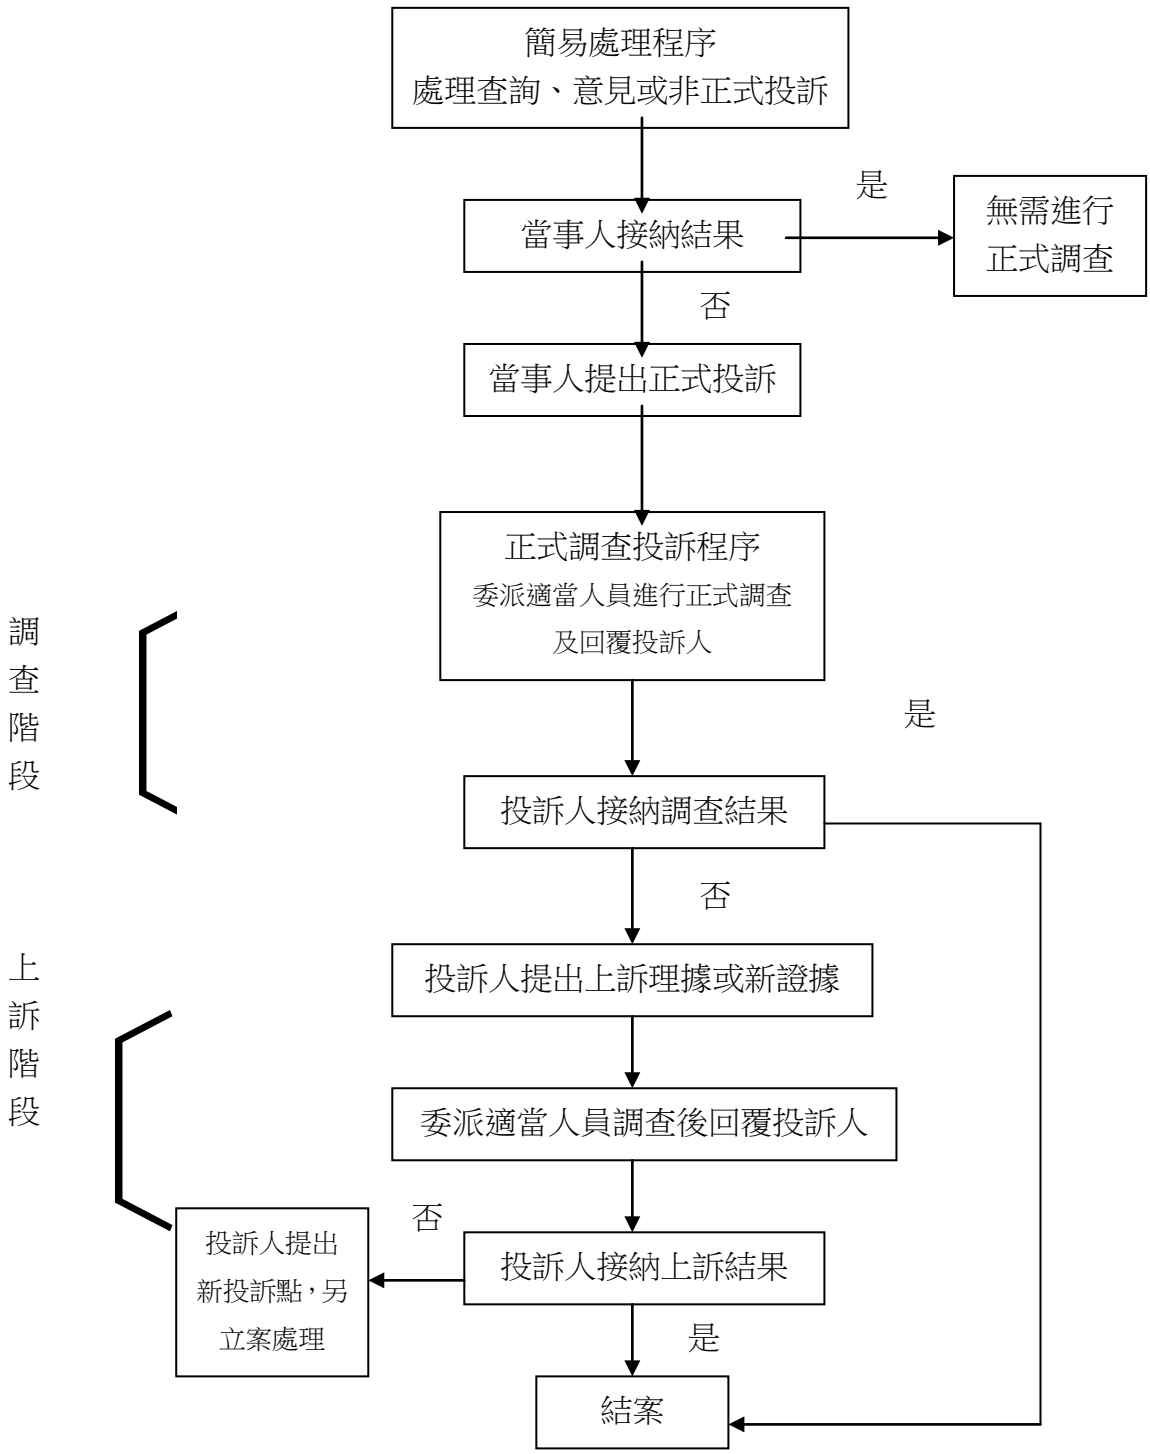 簡易處理程序
處理查詢、意見或非正式投訴
是
當事人接納結果
無需進行
正式調查
否
當事人提出正式投訴
正式調查投訴程序
委派適當人員進行正式調查
及回覆投訴人
調
查
階
段
是
投訴人接納調查結果
否
上
訴
階
段
投訴人提出上訴理據或新證據
委派適當人員調查後回覆投訴人
否
投訴人提出
新投訴點，另
立案處理
投訴人接納上訴結果
是
結案